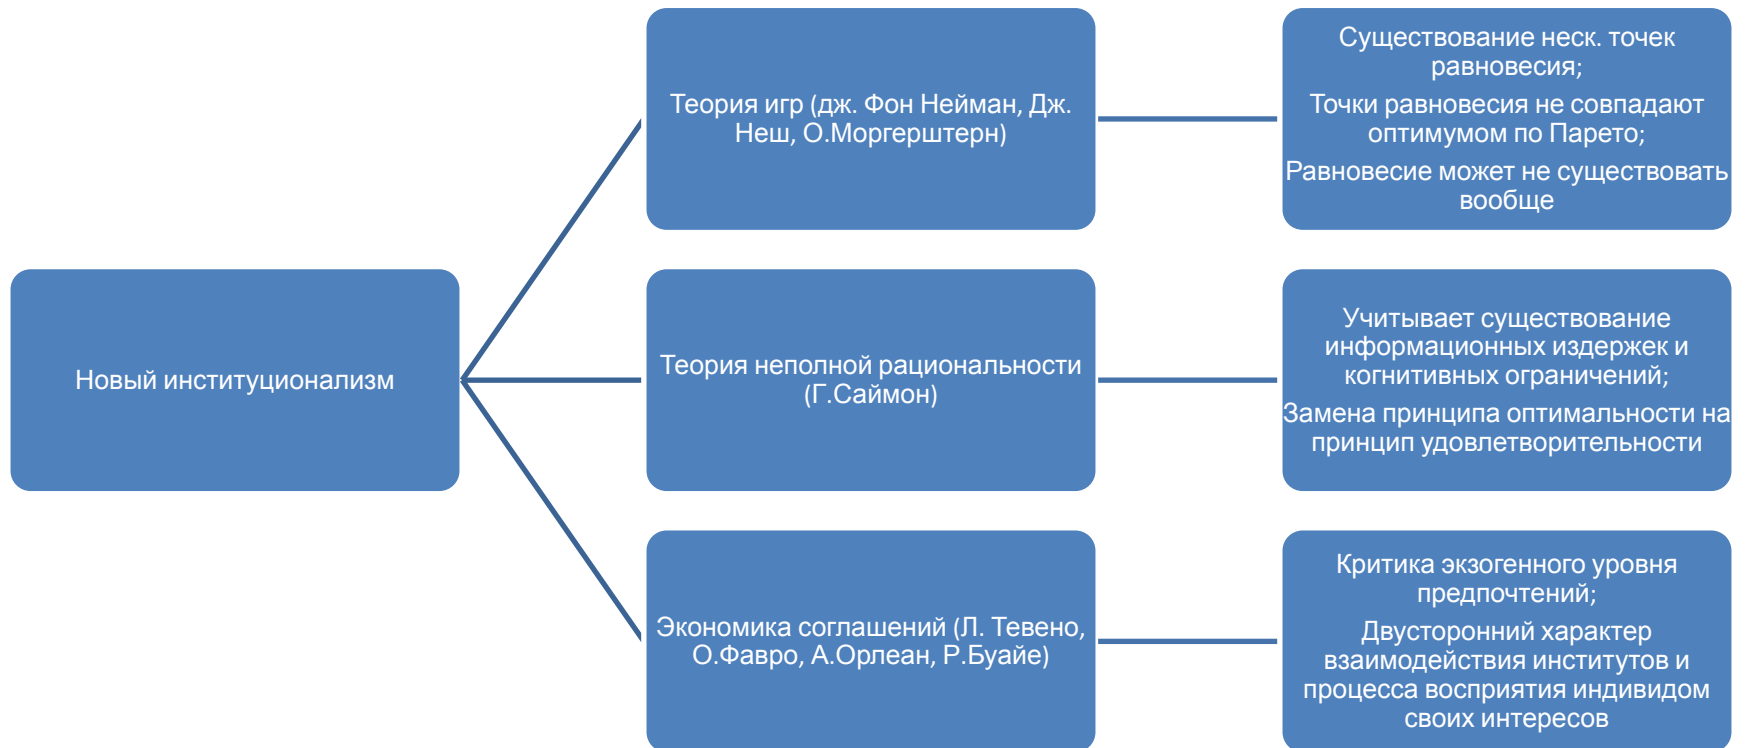 Новый институционализм
Теория игр (дж. Фон Нейман, Дж.
Неш, О.Моргерштерн)
Существование неск. точек
равновесия;
Точки равновесия не совпадают
оптимумом по Парето;
Равновесие может не существовать
вообще
Теория неполной рациональности
(Г.Саймон)
Учитывает существование
информационных издержек и
когнитивных ограничений;
Замена принципа оптимальности на
принцип удовлетворительности
Экономика соглашений (Л. Тевено,
О.Фавро, А.Орлеан, Р.Буайе)
Критика экзогенного уровня
предпочтений;
Двусторонний характер
взаимодействия институтов и
процесса восприятия индивидом
своих интересов